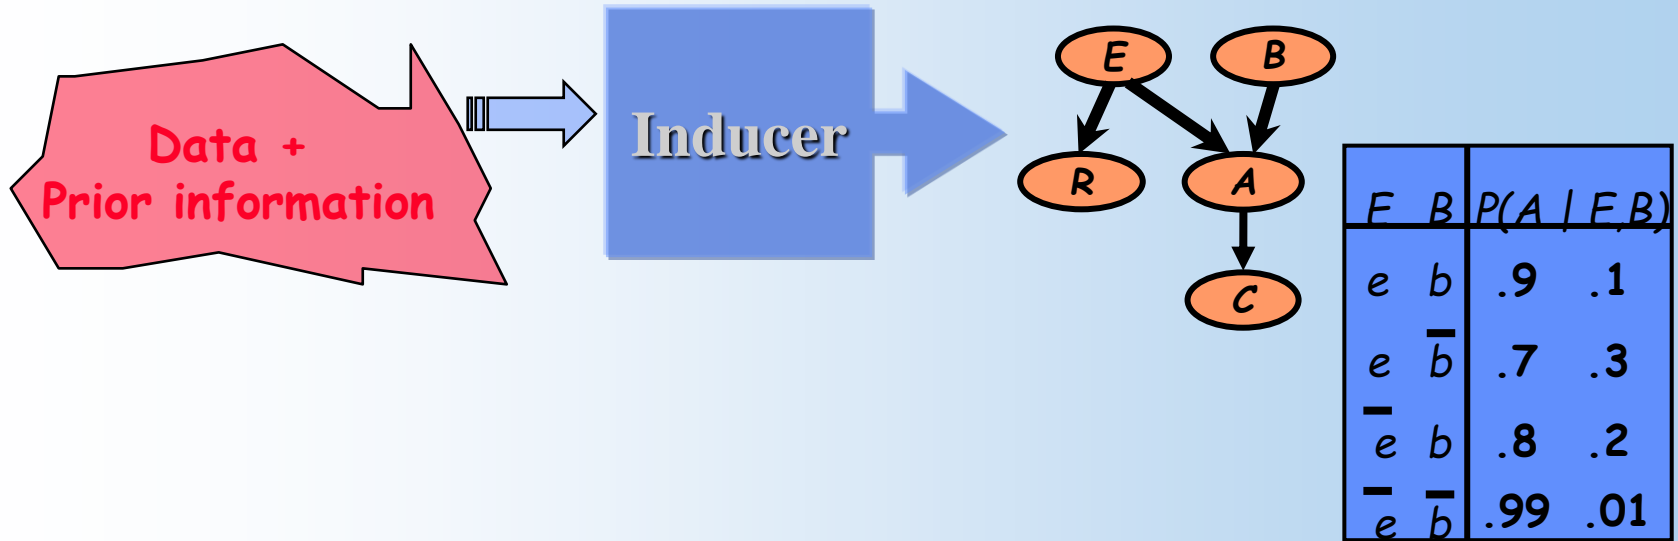 Data +
Prior information
Inducer
E B
R A
C
E B P(A | E,B)
e b .9 .1
e b̅ .7 .3
e̅ b .8 .2
e̅ b̅ .99 .01